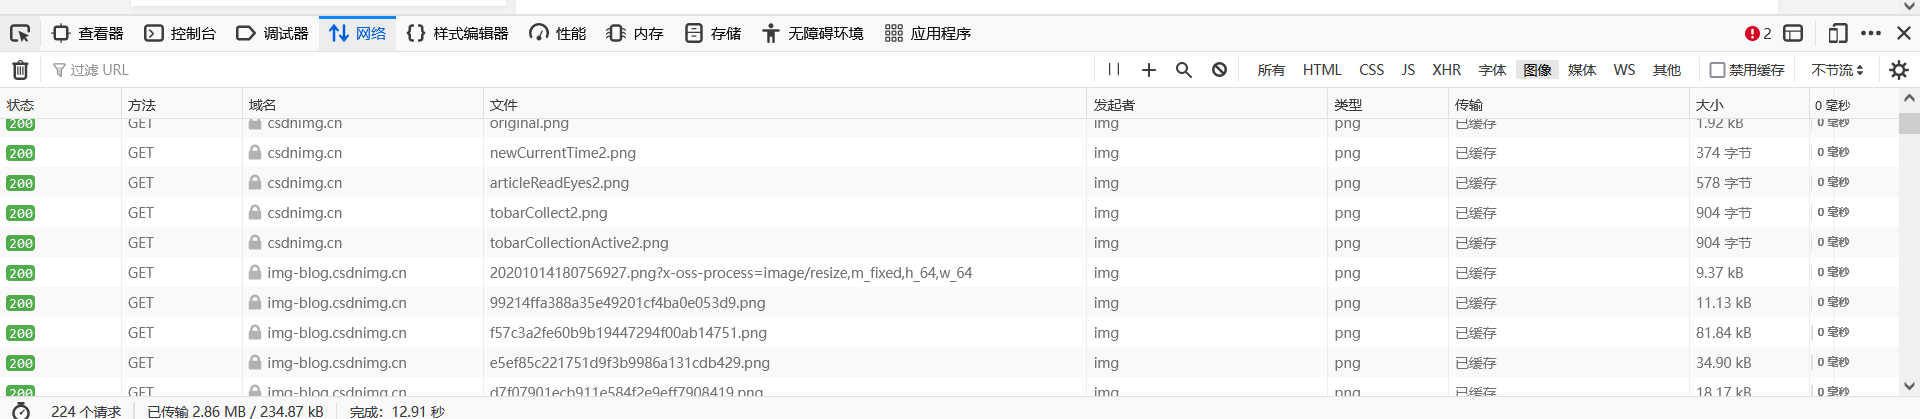 查看器 控制台 调试器 网络 样式编辑器 性能 内存 存储 无障碍环境 应用程序 2
过滤 URL 所有 HTML CSS JS XHR 字体 图像 媒体 WS 其他 禁用缓存 不节流
状态 方法 域名 文件 发起者 类型 传输 大小 0 毫秒
200 GET csdnimg.cn original.png img png 已缓存 1.92 kB 0 毫秒
200 GET csdnimg.cn newCurrentTime2.png img png 已缓存 374 字节 0 毫秒
200 GET csdnimg.cn articleReadEyes2.png img png 已缓存 578 字节 0 毫秒
200 GET csdnimg.cn tobarCollect2.png img png 已缓存 904 字节 0 毫秒
200 GET csdnimg.cn tobarCollectionActive2.png img png 已缓存 904 字节 0 毫秒
200 GET img-blog.csdnimg.cn 20201014180756927.png?x-oss-process=image/resize,m_fixed,h_64,w_64 img png 已缓存 9.37 kB 0 毫秒
200 GET img-blog.csdnimg.cn 99214ffa388a35e49201cf4ba0e053d9.png img png 已缓存 11.13 kB 0 毫秒
200 GET img-blog.csdnimg.cn f57c3a2fe60b9b19447294f00ab14751.png img png 已缓存 81.84 kB 0 毫秒
200 GET img-blog.csdnimg.cn e5ef85c221751d9f3b9986a131cdb429.png img png 已缓存 34.90 kB 0 毫秒
200 GET img-blog.csdnimg.cn d7f07901ecb911e584f2e9eff7908419.png img png 已缓存 18.17 kB 0 毫秒
224 个请求 已传输 2.86 MB / 234.87 kB 完成：12.91 秒